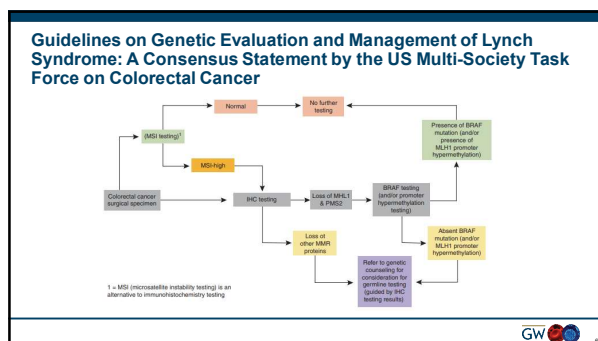 Guidelines on Genetic Evaluation and Management of Lynch
Syndrome: A Consensus Statement by the US Multi-Society Task
Force on Colorectal Cancer
Normal
No further
testing
(MSI testing)¹
Presence of BRAF
mutation (and/or
presence of
MLH1 promoter
hypermethylation)
MSI-high
Colorectal cancer
surgical specimen
IHC testing
Loss of MHL1
& PMS2
BRAF testing
(and/or promoter
hypermethylation
testing)
Loss of
other MMR
proteins
Absent BRAF
mutation (and/or
MLH1 promoter
hypermethylation)
Refer to genetic
counseling for
consideration for
germline testing
(guided by IHC
testing results)
1 = MSI (microsatellite instability testing) is an
alternative to immunohistochemistry testing
GW